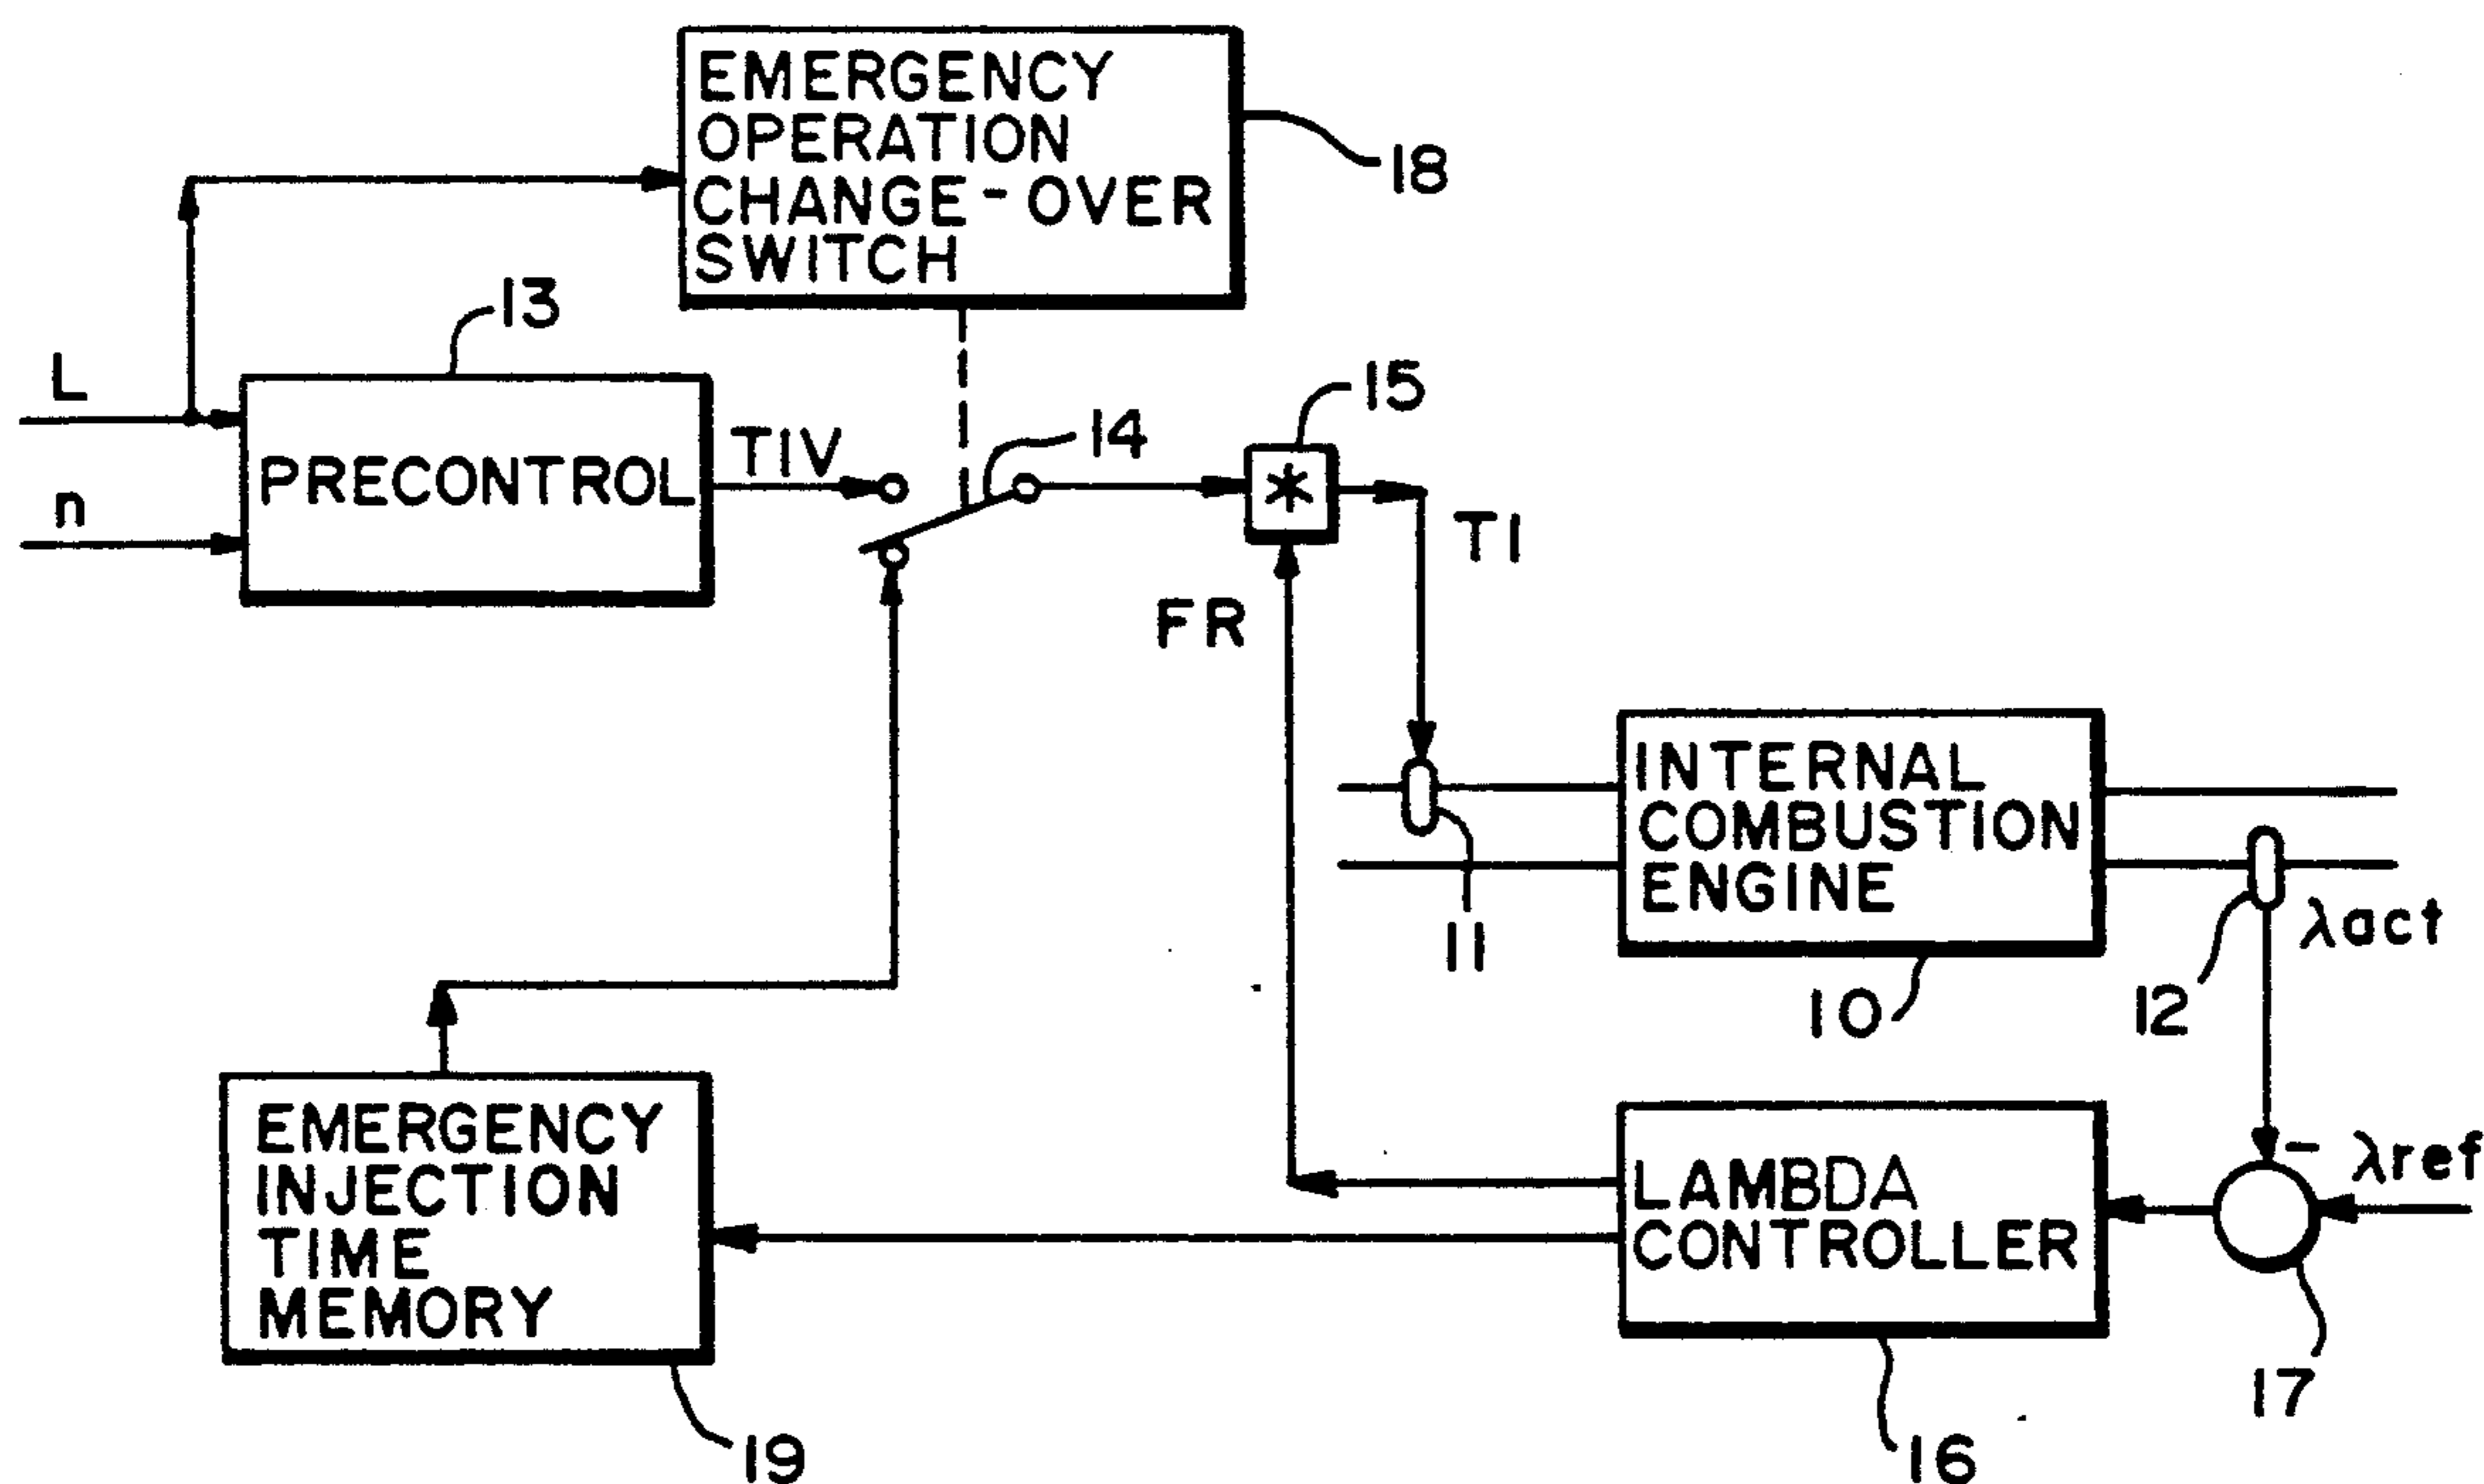 EMERGENCY
OPERATION
CHANGE-OVER
SWITCH
18
13
L
n
PRECONTROL
TIV
14
15
*
TI
FR
INTERNAL
COMBUSTION
ENGINE
11
10
12
λact
- λref
EMERGENCY
INJECTION
TIME
MEMORY
LAMBDA
CONTROLLER
17
19
16